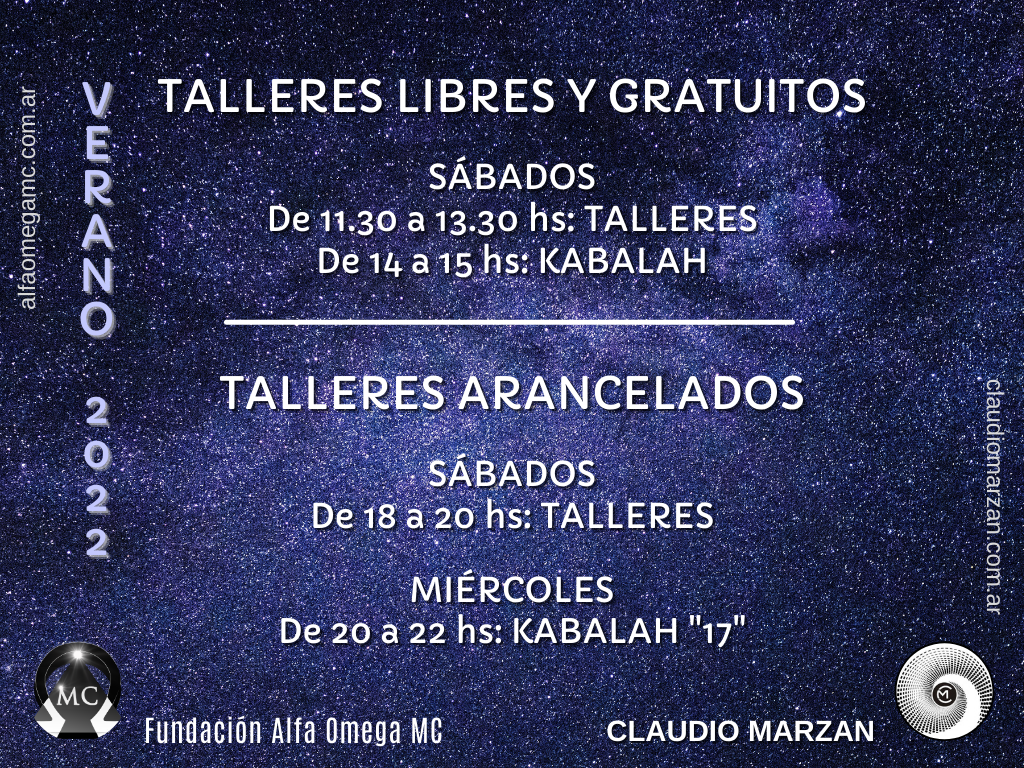 TALLERES LIBRES Y GRATUITOS
SÁBADOS
De 11.30 a 13.30 hs: TALLERES
De 14 a 15 hs: KABALAH
TALLERES ARANCELADOS
SÁBADOS
De 18 a 20 hs: TALLERES
MIÉRCOLES
De 20 a 22 hs: KABALAH "17"
VERANO 2022
alfaomegamc.com.ar
claudiomarzan.com.ar
MC
Fundación Alfa Omega MC
CLAUDIO MARZAN
M